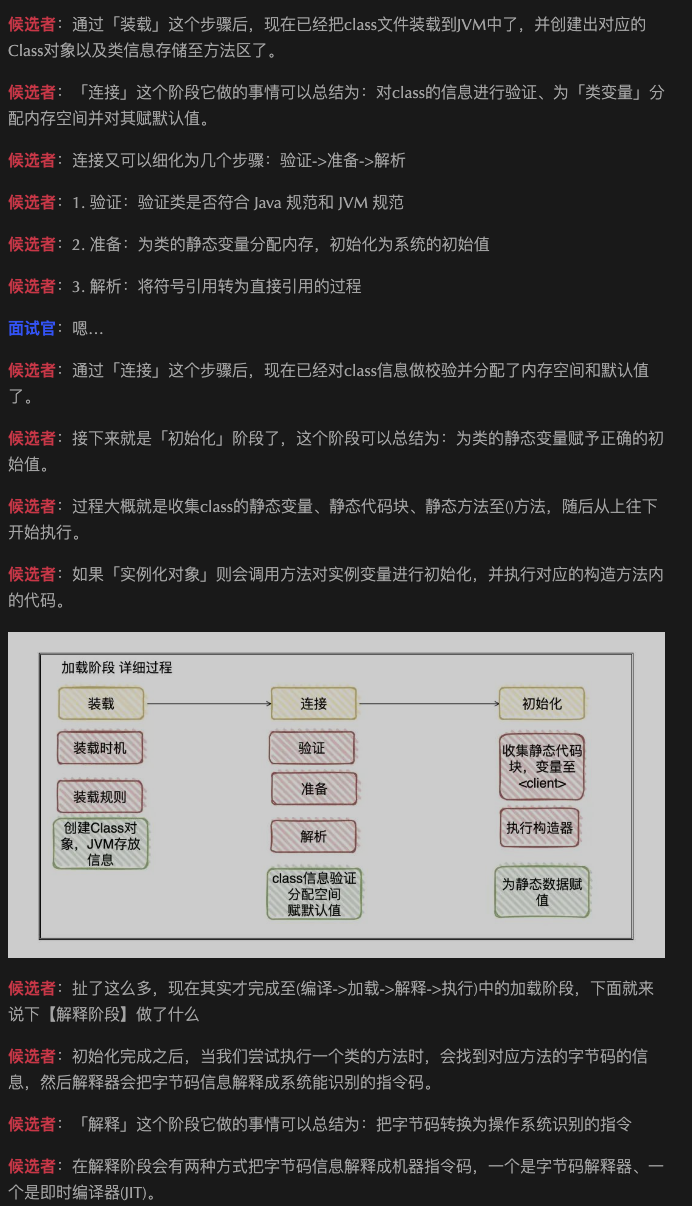 候选者：通过「装载」这个步骤后，现在已经把class文件装载到JVM中了，并创建出对应的
Class对象以及类信息存储至方法区了。
候选者：「连接」这个阶段它做的事情可以总结为：对class的信息进行验证、为「类变量」分
配内存空间并对其赋默认值。
候选者：连接又可以细化为几个步骤：验证->准备->解析
候选者：1. 验证：验证类是否符合 Java 规范和 JVM 规范
候选者：2. 准备：为类的静态变量分配内存，初始化为系统的初始值
候选者：3. 解析：将符号引用转为直接引用的过程
面试官：嗯…
候选者：通过「连接」这个步骤后，现在已经对class信息做校验并分配了内存空间和默认值
了。
候选者：接下来就是「初始化」阶段了，这个阶段可以总结为：为类的静态变量赋予正确的初
始值。
候选者：过程大概就是收集class的静态变量、静态代码块、静态方法至()方法，随后从上往下
开始执行。
候选者：如果「实例化对象」则会调用方法对实例变量进行初始化，并执行对应的构造方法内
的代码。
加载阶段 详细过程
装载
连接
初始化
装载时机
验证
收集静态代码
块，变量至
<client>
装载规则
准备
执行构造器
创建Class对
象，JVM存放
信息
解析
class信息验证
分配空间
赋默认值
为静态数据赋
值
候选者：扯了这么多，现在其实才完成至(编译->加载->解释->执行)中的加载阶段，下面就来
说下【解释阶段】做了什么
候选者：初始化完成之后，当我们尝试执行一个类的方法时，会找到对应方法的字节码的信
息，然后解释器会把字节码信息解释成系统能识别的指令码。
候选者：「解释」这个阶段它做的事情可以总结为：把字节码转换为操作系统识别的指令
候选者：在解释阶段会有两种方式把字节码信息解释成机器指令码，一个是字节码解释器、一
个是即时编译器(JIT)。